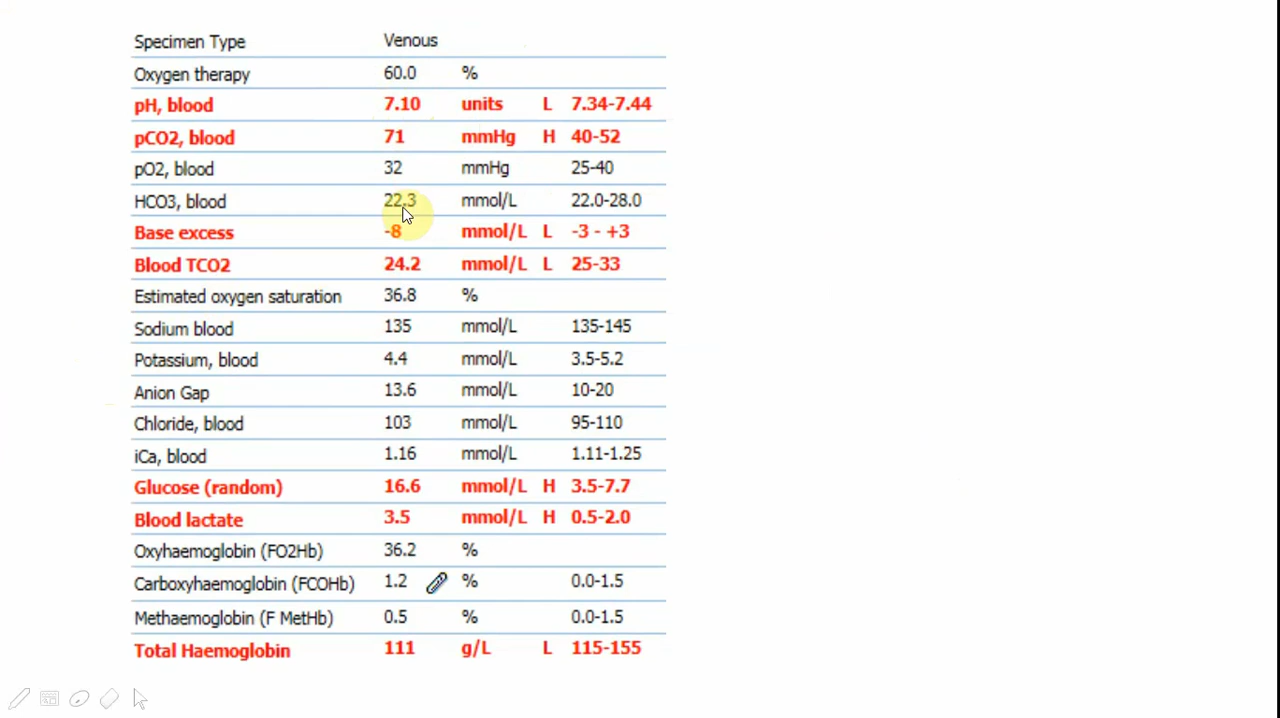 Specimen Type Venous
Oxygen therapy 60.0 %
pH, blood 7.10 units L 7.34-7.44
pCO2, blood 71 mmHg H 40-52
pO2, blood 32 mmHg 25-40
HCO3, blood 22.3 mmol/L 22.0-28.0
Base excess -8 mmol/L L -3 - +3
Blood TCO2 24.2 mmol/L L 25-33
Estimated oxygen saturation 36.8 %
Sodium blood 135 mmol/L 135-145
Potassium, blood 4.4 mmol/L 3.5-5.2
Anion Gap 13.6 mmol/L 10-20
Chloride, blood 103 mmol/L 95-110
iCa, blood 1.16 mmol/L 1.11-1.25
Glucose (random) 16.6 mmol/L H 3.5-7.7
Blood lactate 3.5 mmol/L H 0.5-2.0
Oxyhaemoglobin (FO2Hb) 36.2 %
Carboxyhaemoglobin (FCOHb) 1.2 % 0.0-1.5
Methaemoglobin (F MetHb) 0.5 % 0.0-1.5
Total Haemoglobin 111 g/L L 115-155